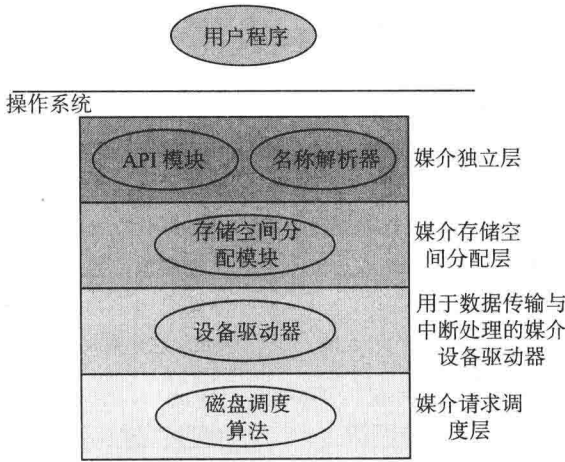 用户程序
操作系统
API 模块
名称解析器
媒介独立层
存储空间分
配模块
媒介存储空
间分配层
设备驱动器
用于数据传输与
中断处理的媒介
设备驱动器
磁盘调度
算法
媒介请求调
度层